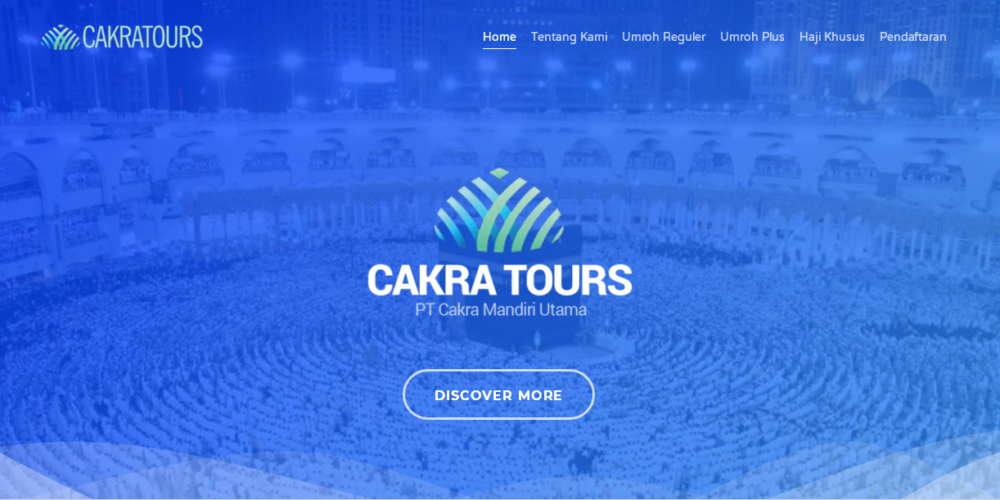 CAKRATOURS
Home Tentang Kami Umroh Reguler Umroh Plus Haji Khusus Pendaftaran
CAKRA TOURS
PT Cakra Mandiri Utama
DISCOVER MORE